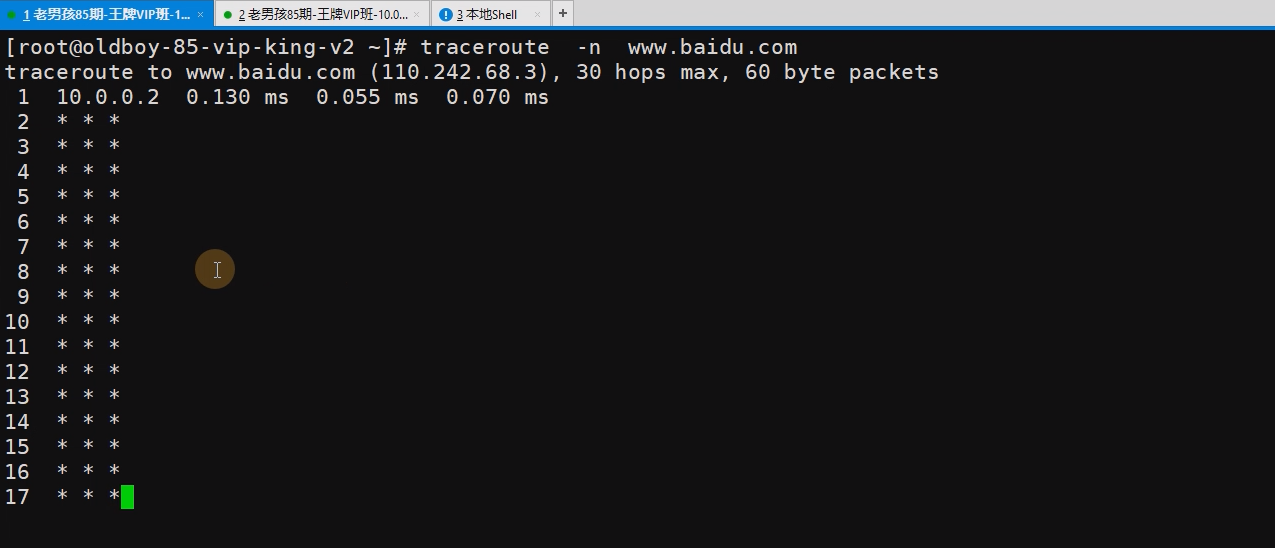 1 老男孩85期-王牌VIP班-1... × 2 老男孩85期-王牌VIP班-10.0... × 3 本地Shell × +
[root@oldboy-85-vip-king-v2 ~]# traceroute  -n  www.baidu.com
traceroute to www.baidu.com (110.242.68.3), 30 hops max, 60 byte packets
 1  10.0.0.2  0.130 ms  0.055 ms  0.070 ms
 2  * * *
 3  * * *
 4  * * *
 5  * * *
 6  * * *
 7  * * *
 8  * * *
 9  * * *
10  * * *
11  * * *
12  * * *
13  * * *
14  * * *
15  * * *
16  * * *
17  * * *